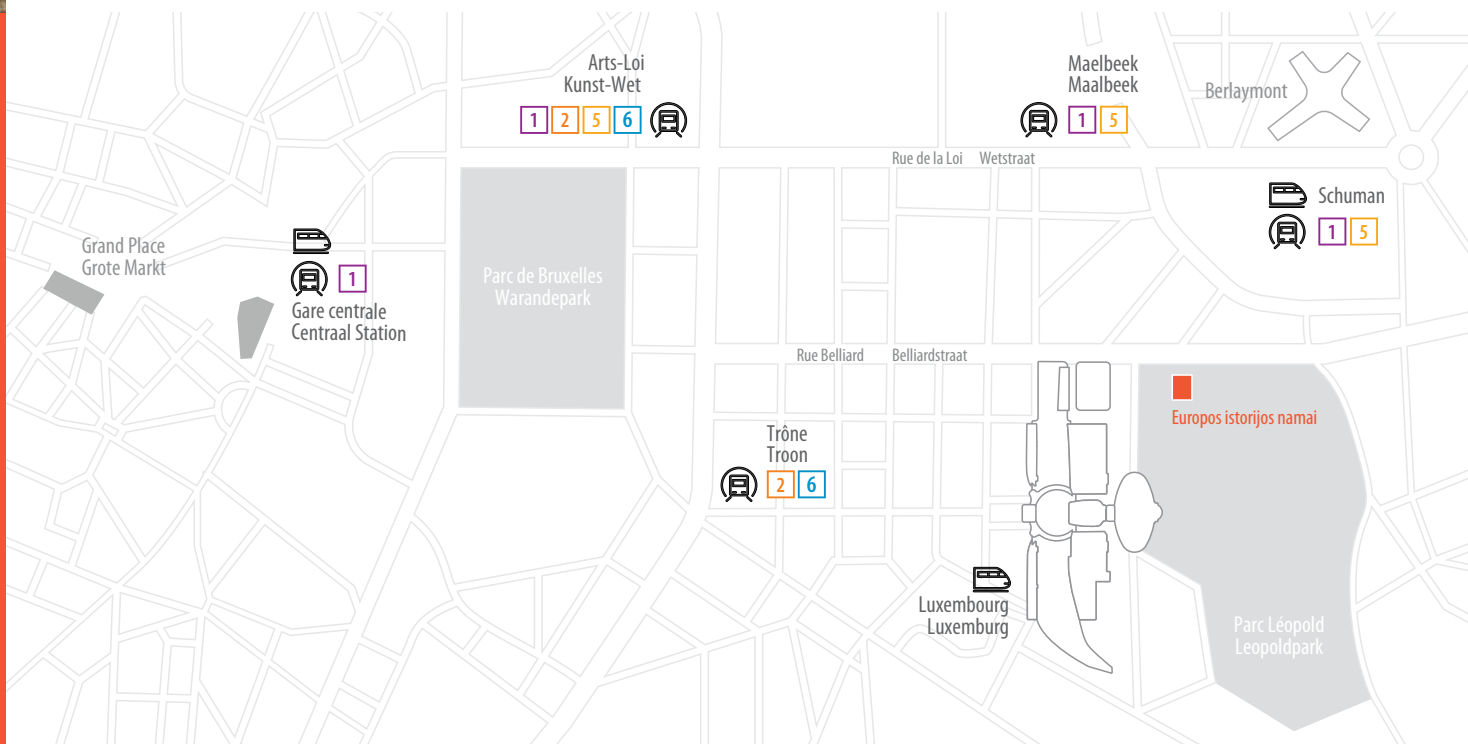 Arts-Loi
Kunst-Wet
1 2 5 6
Maelbeek
Maalbeek
1 5
Berlaymont
Rue de la Loi Wetstraat
Schuman
1 5
Grand Place
Grote Markt
1
Gare centrale
Centraal Station
Parc de Bruxelles
Warandepark
Rue Belliard Belliardstraat
Europos istorijos namai
Trône
Troon
2 6
Luxembourg
Luxemburg
Parc Léopold
Leopoldpark